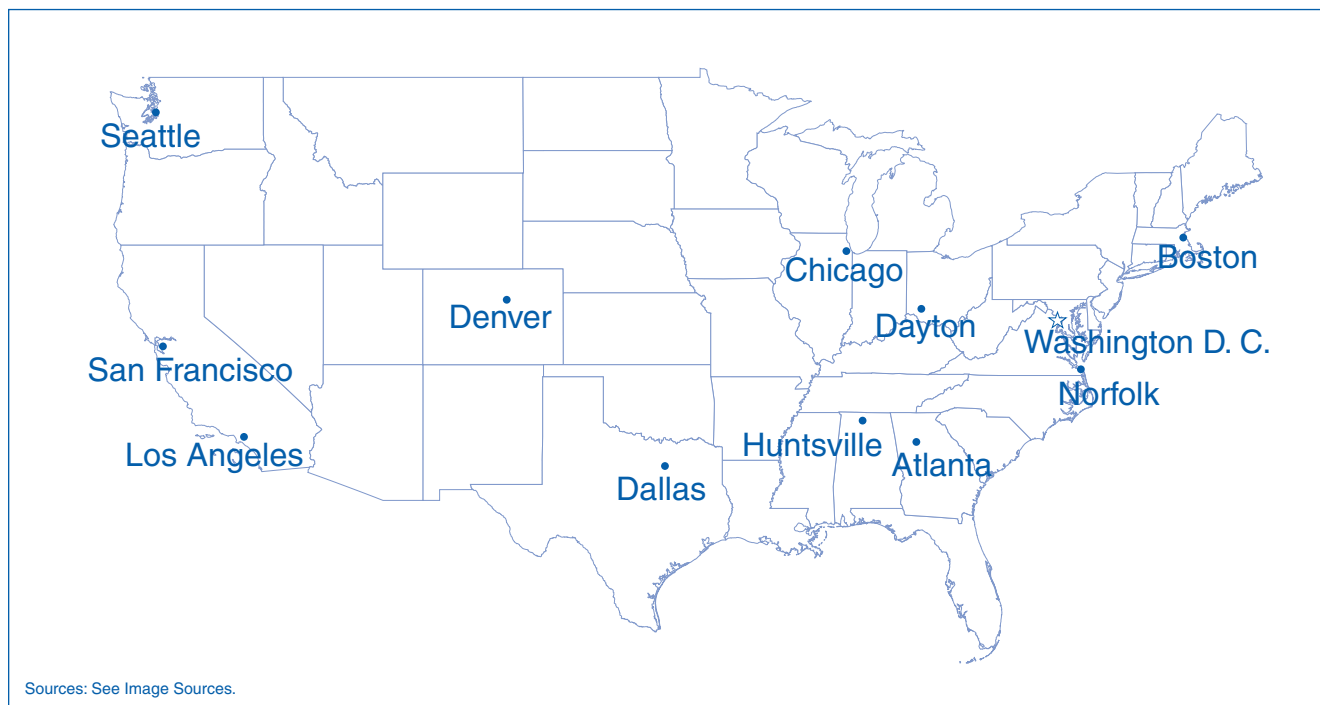 Seattle
Boston
Chicago
Denver
Dayton
Washington D. C.
San Francisco
Norfolk
Huntsville
Los Angeles
Atlanta
Dallas
Sources: See Image Sources.